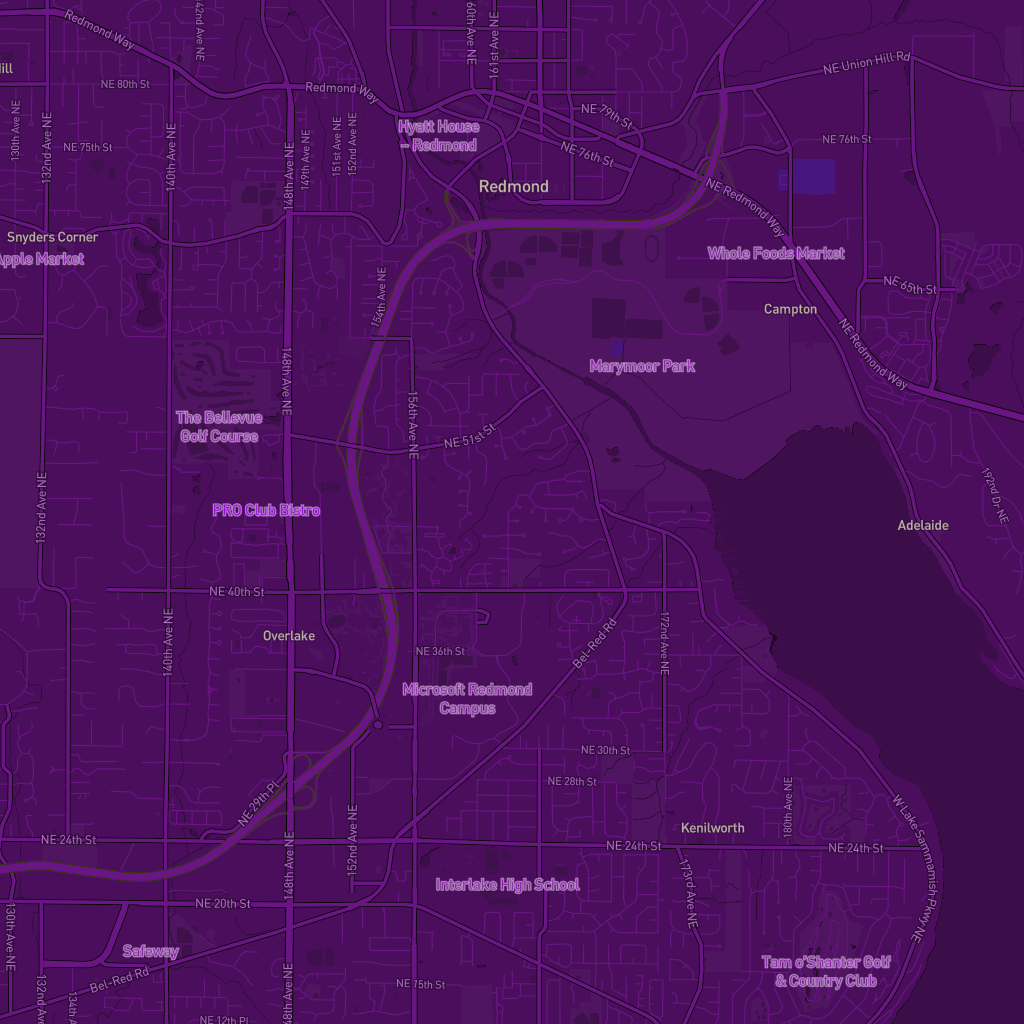 Redmond Way
42nd Ave NE
60th Ave NE
161st Ave NE
NE Union Hill Rd
Hill
NE 80th St
Redmond Way
NE 79th St
130th Ave NE
132nd Ave NE
NE 75th St
140th Ave NE
148th Ave NE
149th Ave NE
151st Ave NE
152nd Ave NE
Hyatt House
– Redmond
NE 76th St
NE 76th St
Redmond
NE Redmond Way
Snyders Corner
Apple Market
Whole Foods Market
154th Ave NE
NE 65th St
Campton
NE Redmond Way
148th Ave NE
Marymoor Park
156th Ave NE
The Bellevue
Golf Course
NE 51st St
132nd Ave NE
PRO Club Bistro
192nd Dr NE
Adelaide
NE 40th St
140th Ave NE
Overlake
Bel-Red Rd
172nd Ave NE
NE 36th St
Microsoft Redmond
Campus
NE 30th St
NE 28th St
NE 29th Pl
180th Ave NE
W Lake Sammamish Pkwy NE
NE 24th St
152nd Ave NE
148th Ave NE
Kenilworth
NE 24th St
NE 24th St
173rd Ave NE
Interlake High School
NE 20th St
130th Ave NE
Safeway
Bel-Red Rd
Tam o'Shanter Golf
& Country Club
132nd Ave
134th A
148th Ave NE
NE 15th St
NE 12th Pl